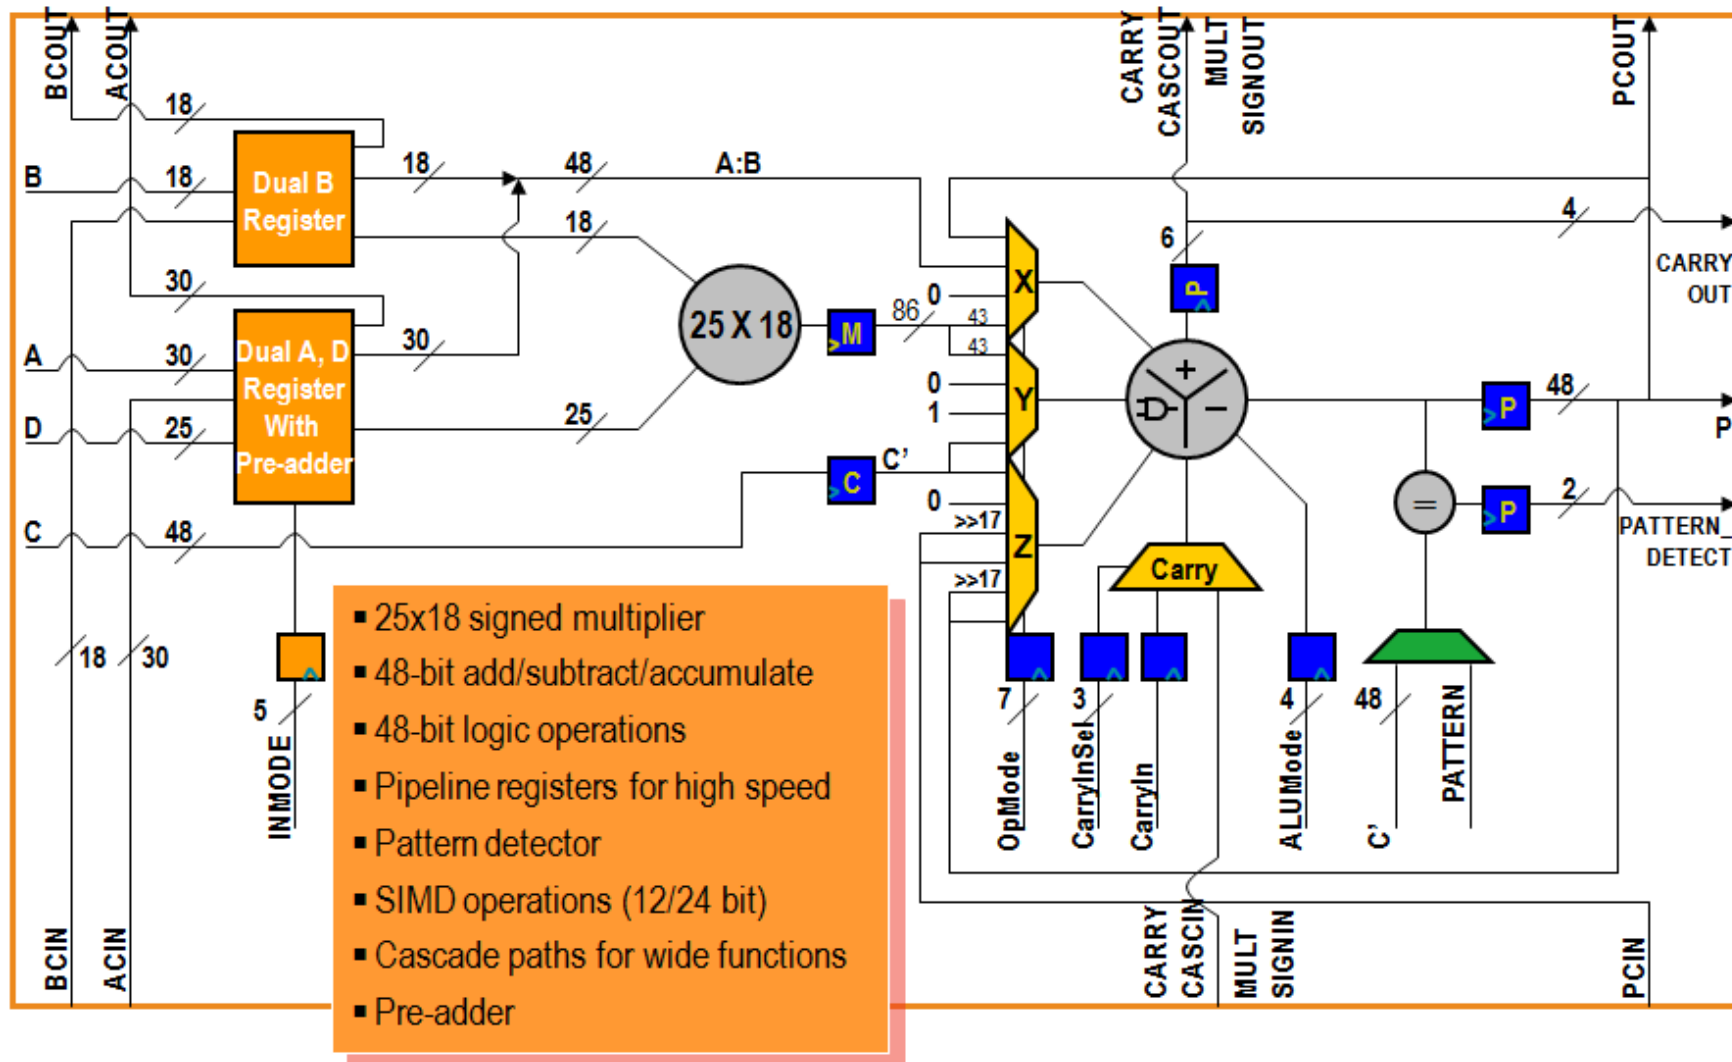 BCOUT
ACOUT
CARRY
CASCOUT
MULT
SIGNOUT
PCOUT
18
B
18
Dual B
Register
18
48
A:B
18
4
6
P
CARRY
OUT
30
A
30
Dual A, D
Register
With
Pre-adder
30
D
25
25
25 X 18
M
86
0
43
43
X
0
1
Y
+
−
P
48
P
C
48
C
C'
0
>>17
>>17
Z
Carry
=
P
2
PATTERN_
DETECT
18
30
5
INMODE
7
OpMode
3
CarryInSel
CarryIn
4
ALUMode
48
C'
PATTERN
▪ 25x18 signed multiplier
▪ 48-bit add/subtract/accumulate
▪ 48-bit logic operations
▪ Pipeline registers for high speed
▪ Pattern detector
▪ SIMD operations (12/24 bit)
▪ Cascade paths for wide functions
▪ Pre-adder
BCIN
ACIN
CARRY
CASCIN
MULT
SIGNIN
PCIN